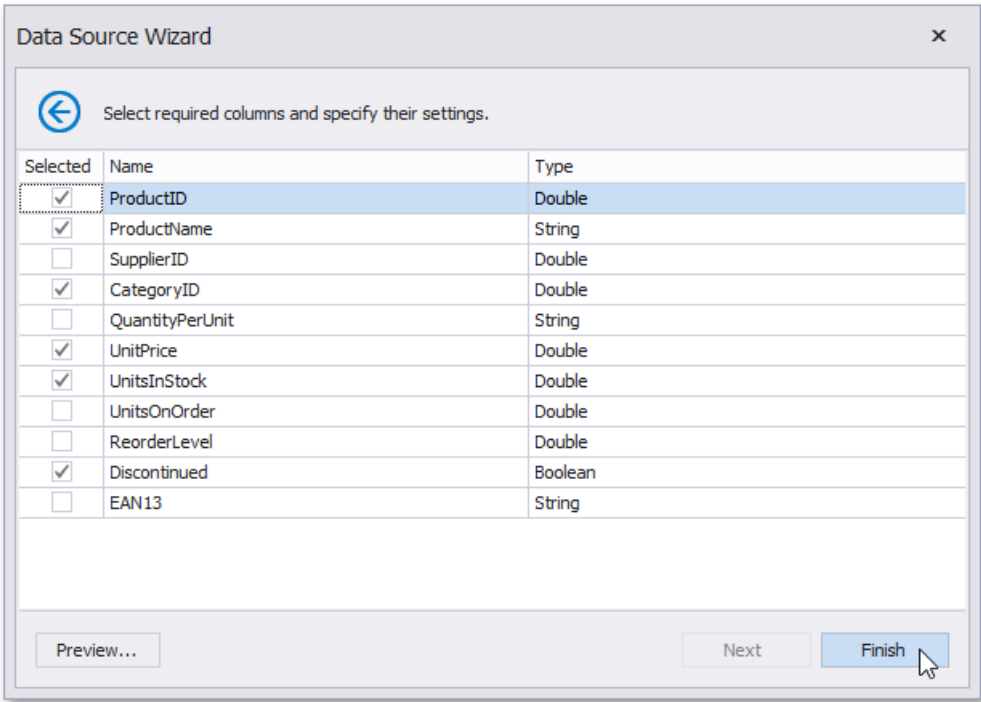 Data Source Wizard
Select required columns and specify their settings.
Selected Name Type
ProductID Double
ProductName String
SupplierID Double
CategoryID Double
QuantityPerUnit String
UnitPrice Double
UnitsInStock Double
UnitsOnOrder Double
ReorderLevel Double
Discontinued Boolean
EAN13 String
Preview... Next Finish